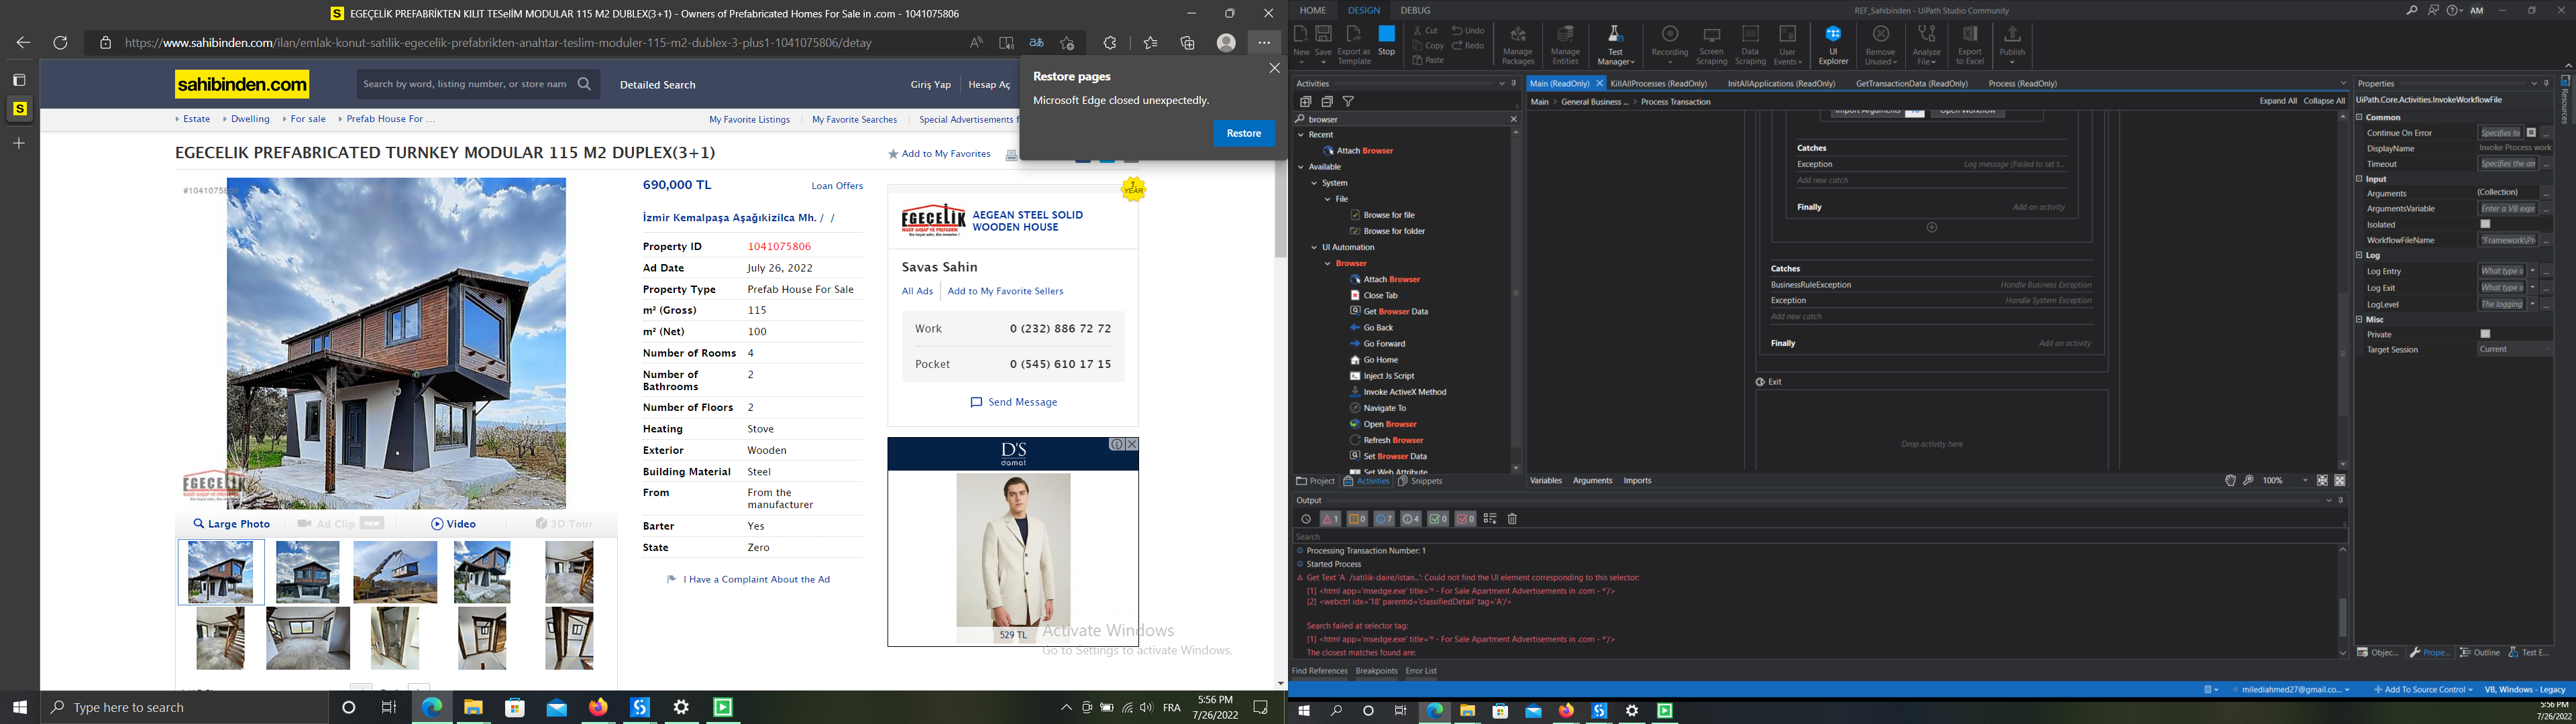 EGEÇELİK PREFABRİKTEN KILIT TESelİM MODULAR 115 M2 DUBLEX(3+1) - Owners of Prefabricated Homes For Sale in .com - 1041075806
https://www.sahibinden.com/ilan/emlak-konut-satilik-egecelik-prefabrikten-anahtar-teslim-moduler-115-m2-dublex-3-plus1-1041075806/detay
Restore pages
Microsoft Edge closed unexpectedly.
Restore
sahibinden.com
Search by word, listing number, or store nam
Detailed Search
Giriş Yap
Hesap Aç
Estate
Dwelling
For sale
Prefab House For ...
My Favorite Listings
My Favorite Searches
Special Advertisements f
EGECELIK PREFABRICATED TURNKEY MODULAR 115 M2 DUPLEX(3+1)
Add to My Favorites
690,000 TL
Loan Offers
İzmir Kemalpaşa Aşağıkizilca Mh. / /
Property ID 1041075806
Ad Date July 26, 2022
Property Type Prefab House For Sale
m² (Gross) 115
m² (Net) 100
Number of Rooms 4
Number of Bathrooms 2
Number of Floors 2
Heating Stove
Exterior Wooden
Building Material Steel
From From the manufacturer
Barter Yes
State Zero
I Have a Complaint About the Ad
1. YEAR
EGEÇELİK
AEGEAN STEEL SOLID
WOODEN HOUSE
Savas Sahin
All Ads
Add to My Favorite Sellers
Work 0 (232) 886 72 72
Pocket 0 (545) 610 17 15
Send Message
D'S
damat
529 TL
Activate Windows
Go to Settings to activate Windows.
EGEÇELİK
Large Photo
Ad Clip new
Video
3D Tour
Type here to search
FRA
5:56 PM
7/26/2022
HOME
DESIGN
DEBUG
REF_Sahibinden - UiPath Studio Community
AM
New
Save
Export as Template
Stop
Cut
Copy
Paste
Undo
Redo
Manage Packages
Manage Entities
Test Manager
Recording
Screen Scraping
Data Scraping
User Events
UI Explorer
Remove Unused
Analyze File
Export to Excel
Publish
Activities
browser
Recent
Attach Browser
Available
System
File
Browse for file
Browse for folder
UI Automation
Browser
Attach Browser
Close Tab
Get Browser Data
Go Back
Go Forward
Go Home
Inject Js Script
Invoke ActiveX Method
Navigate To
Open Browser
Refresh Browser
Set Browser Data
Set Web Attribute
Project
Activities
Snippets
Main (ReadOnly)
KillAllProcesses (ReadOnly)
InitAllApplications (ReadOnly)
GetTransactionData (ReadOnly)
Process (ReadOnly)
Main > General Business ... > Process Transaction
Expand All
Collapse All
Import Arguments
Open Workflow
Catches
Exception
Log message (Failed to set t...
Add new catch
Finally
Add an activity
Catches
BusinessRuleException
Handle Business Exception
Exception
Handle System Exception
Add new catch
Finally
Add an activity
Exit
Drop activity here
Variables
Arguments
Imports
100%
Properties
UiPath.Core.Activities.InvokeWorkflowFile
Common
Continue On Error Specifies to
DisplayName Invoke Process work
Timeout Specifies the am
Input
Arguments (Collection)
ArgumentsVariable Enter a VB expr
Isolated
WorkflowFileName "Framework\Pr
Log
Log Entry What type o
Log Exit What type o
LogLevel The logging
Misc
Private
Target Session Current
Resources
Output
1
0
7
4
0
0
Search
Processing Transaction Number: 1
Started Process
Get Text 'A /satilik-daire/istan...': Could not find the UI element corresponding to this selector:
[1] <html app='msedge.exe' title='* - For Sale Apartment Advertisements in .com - *'/>
[2] <webctrl idx='18' parentid='classifiedDetail' tag='A'/>
Search failed at selector tag:
[1] <html app='msedge.exe' title='* - For Sale Apartment Advertisements in .com - *'/>
The closest matches found are:
Find References
Breakpoints
Error List
Objec...
Prope...
Outline
Test E...
milediahmed27@gmail.co...
Add To Source Control
VB, Windows - Legacy
5:56 PM
7/26/2022